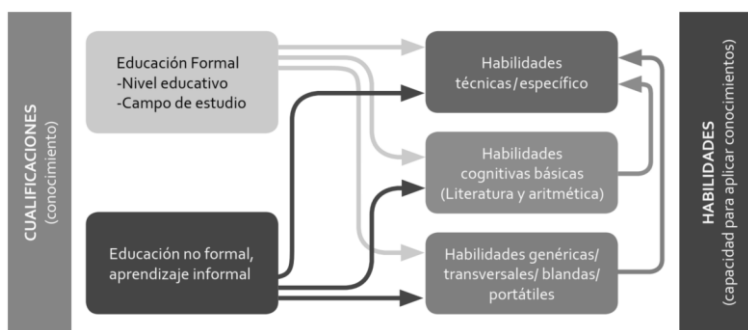 CUALIFICACIONES
(conocimiento)
Educación Formal
-Nivel educativo
-Campo de estudio
Educación no formal,
aprendizaje informal
Habilidades
técnicas/específico
Habilidades
cognitivas básicas
(Literatura y aritmética)
Habilidades genéricas/
transversales/ blandas/
portátiles
HABILIDADES
(capacidad para aplicar conocimientos)